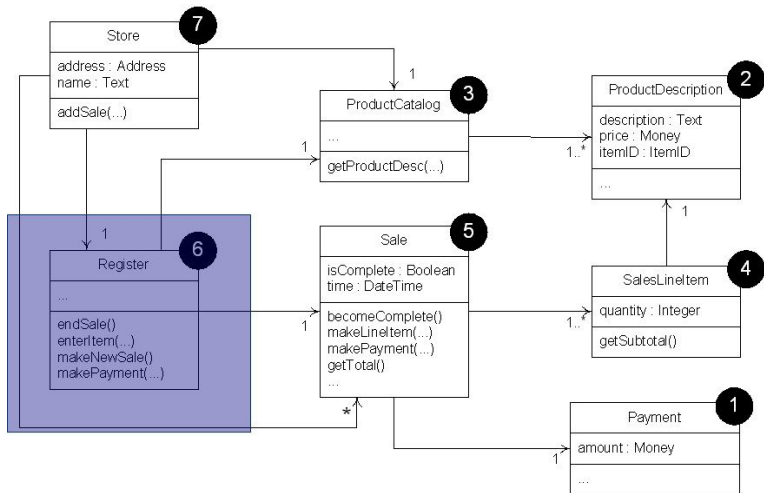 7
Store
address : Address
name : Text
addSale(...)
1
3
ProductCatalog
...
getProductDesc(...)
1
2
ProductDescription
description : Text
price : Money
itemID : ItemID
...
1..*
1
6
Register
...
endSale()
enterItem(...)
makeNewSale()
makePayment(...)
1
5
Sale
isComplete : Boolean
time : DateTime
becomeComplete()
makeLineItem(...)
makePayment(...)
getTotal()
...
*
1
4
SalesLineItem
quantity : Integer
getSubtotal()
1..*
1
1
Payment
amount : Money
...
1